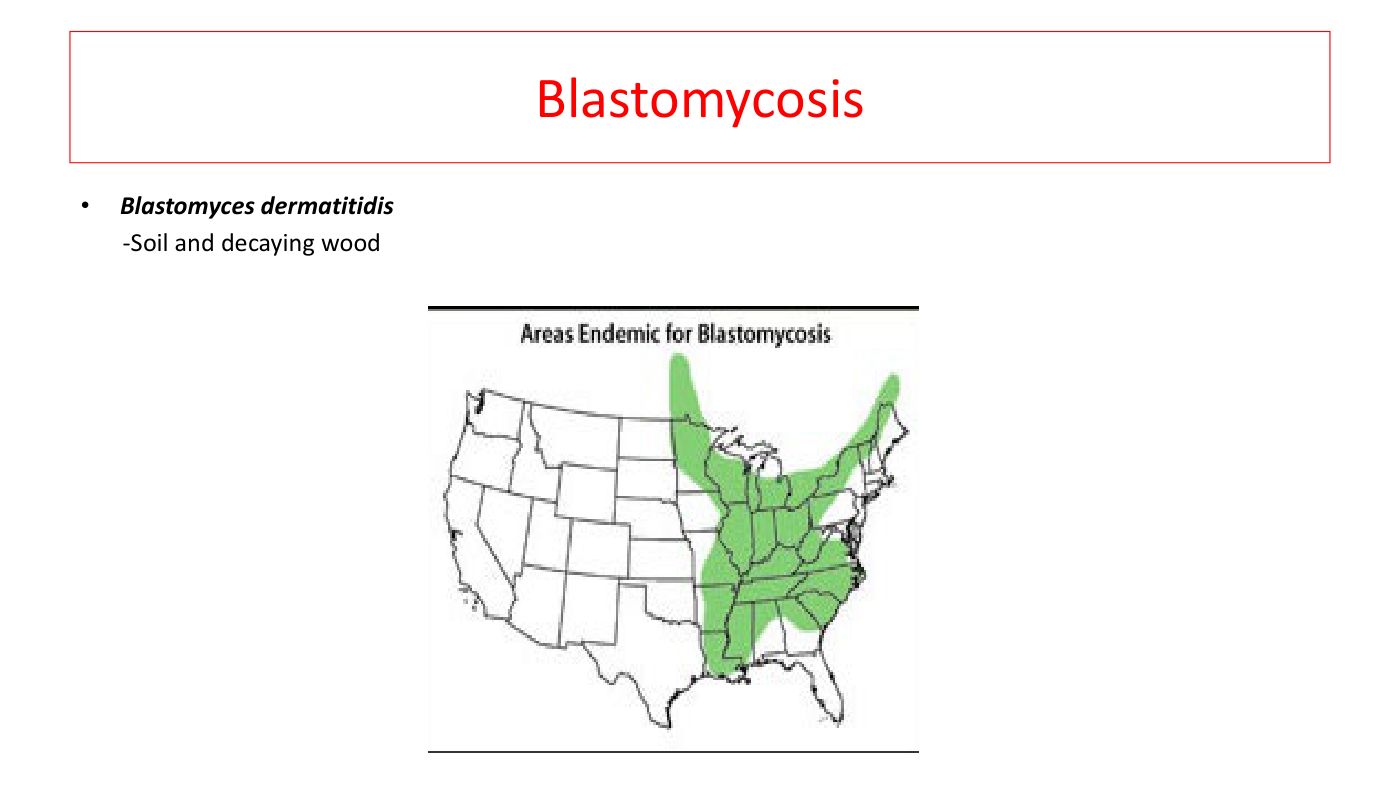 Blastomycosis
• Blastomyces dermatitidis
-Soil and decaying wood
Areas Endemic for Blastomycosis